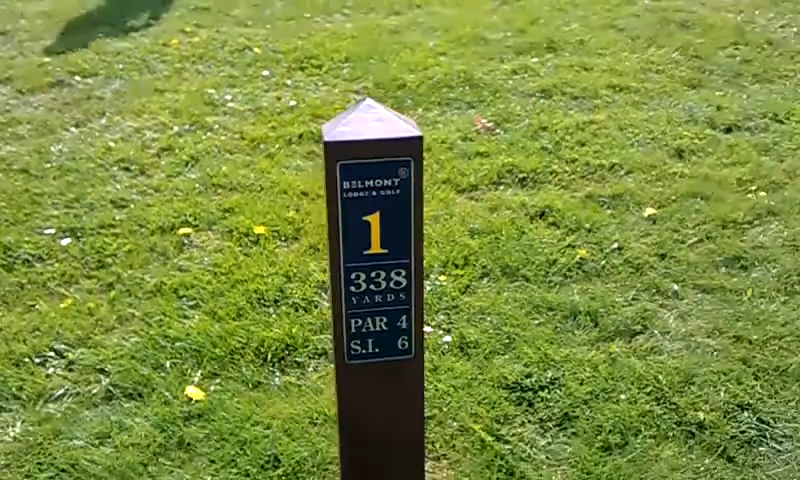 BELMONT
LODGE & GOLF
1
338
YARDS
PAR 4
S.I. 6